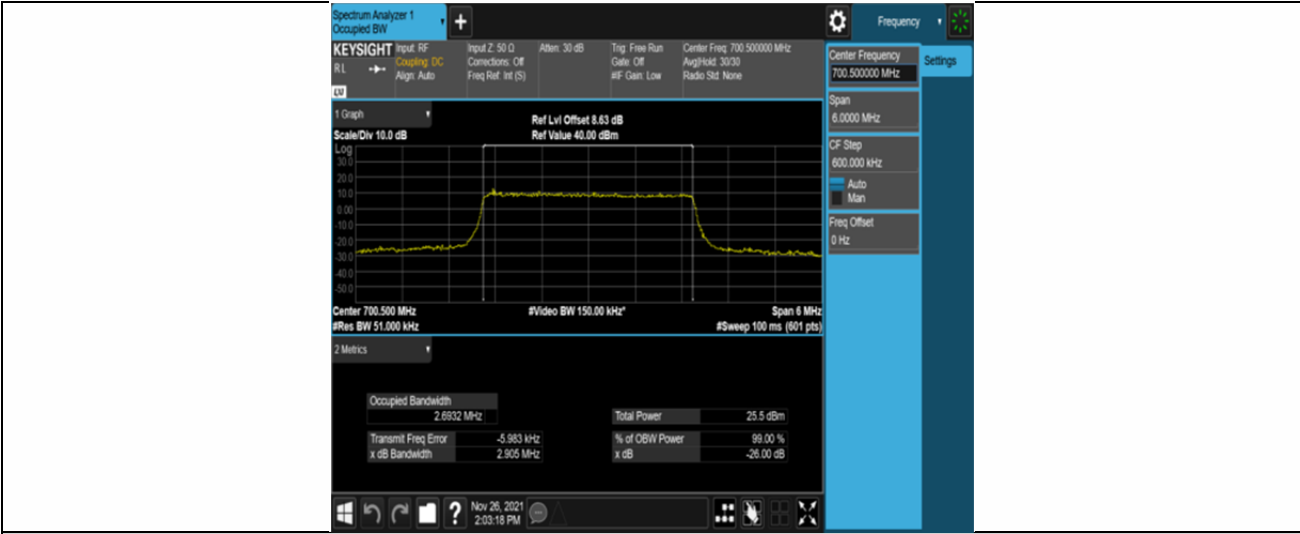 Spectrum Analyzer 1
Occupied BW
+
Frequency
KEYSIGHT
Input: RF
Coupling: DC
Align: Auto
Input Z: 50 Ω
Corrections: Off
Freq Ref: Int (S)
Atten: 30 dB
Trig: Free Run
Gate: Off
#IF Gain: Low
Center Freq: 700.500000 MHz
Avg|Hold: 30/30
Radio Std: None
RL
LXI
Center Frequency
700.500000 MHz
Settings
Span
6.0000 MHz
CF Step
600.000 kHz
Auto
Man
Freq Offset
0 Hz
1 Graph
Scale/Div 10.0 dB
Ref Lvl Offset 8.63 dB
Ref Value 40.00 dBm
Log
30.0
20.0
10.0
0.00
-10.0
-20.0
-30.0
-40.0
-50.0
Center 700.500 MHz
#Video BW 150.00 kHz*
Span 6 MHz
#Res BW 51.000 kHz
#Sweep 100 ms (601 pts)
2 Metrics
Occupied Bandwidth
2.6932 MHz
Total Power 25.5 dBm
Transmit Freq Error -5.983 kHz
% of OBW Power 99.00 %
x dB Bandwidth 2.905 MHz
x dB -26.00 dB
?
Nov 26, 2021
2:03:18 PM